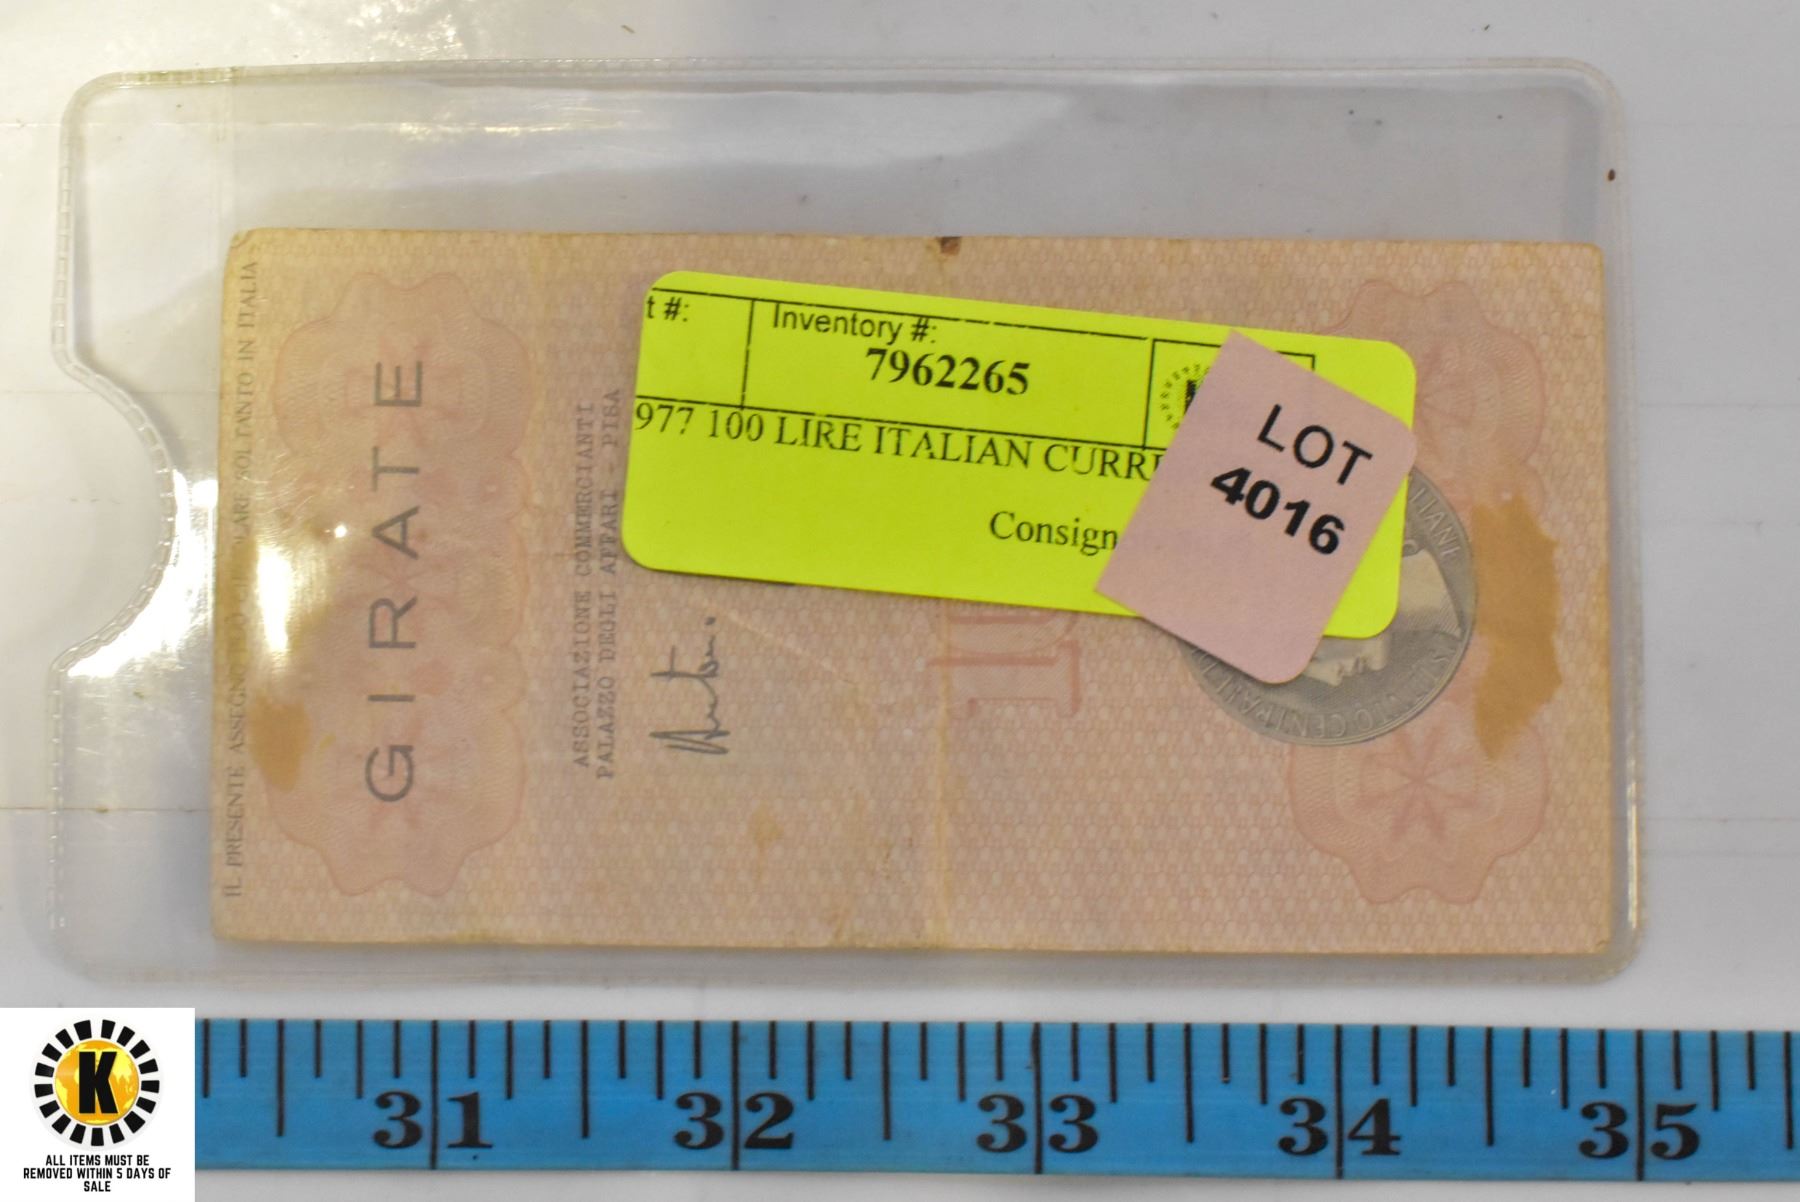 t #:
Inventory #:
7962265
977 100 LIRE ITALIAN CURR
Consign
LOT
4016
IL PRESENTE ASSEGNO SOLTANTO IN ITALIA
GIRATE
ASSOCIAZIONE COMMERCIANTI
PALAZZO DEGLI AFFARI - PISA
31 32 33 34 35
K
ALL ITEMS MUST BE
REMOVED WITHIN 5 DAYS OF
SALE